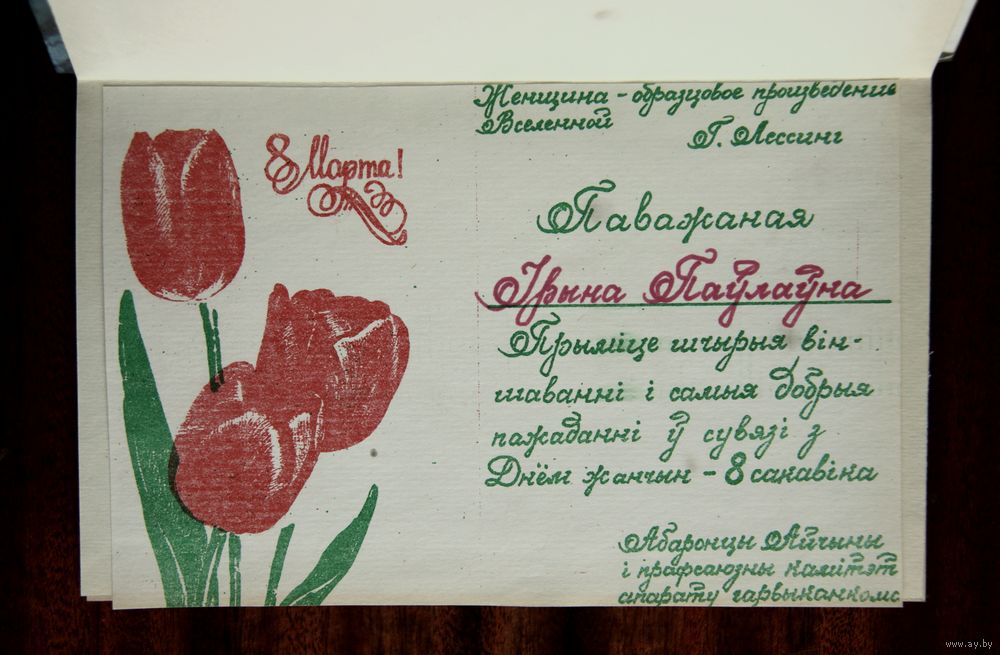 8 Марта!
Женщина - образцовое произведение
Вселенной
Г. Лессинг
Паважаная
Ірына Паўлаўна
Прыміце шчырыя він-
шаванні і самыя добрыя
пажаданні ў сувязі з
Днём жанчын - 8 сакавіка
Абаронцы Айчыны
і прафсаюзны камітэт
апарату гарвыканкома
www.ay.by